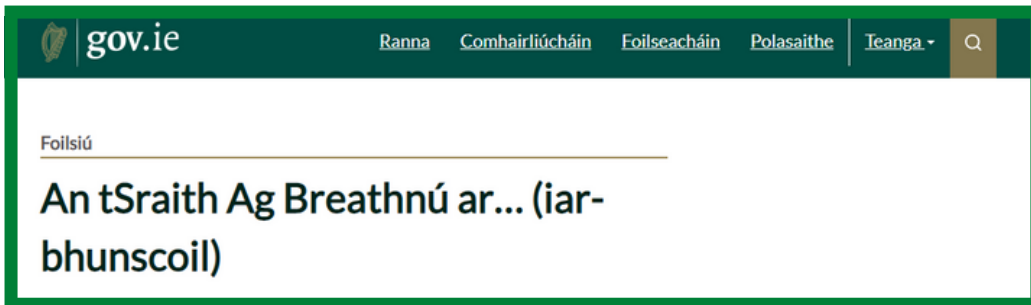 gov.ie Ranna Comhairliúcháin Foilseacháin Polasaithe Teanga
Foilsiú
An tSraith Ag Breathnú ar... (iar-
bhunscoil)